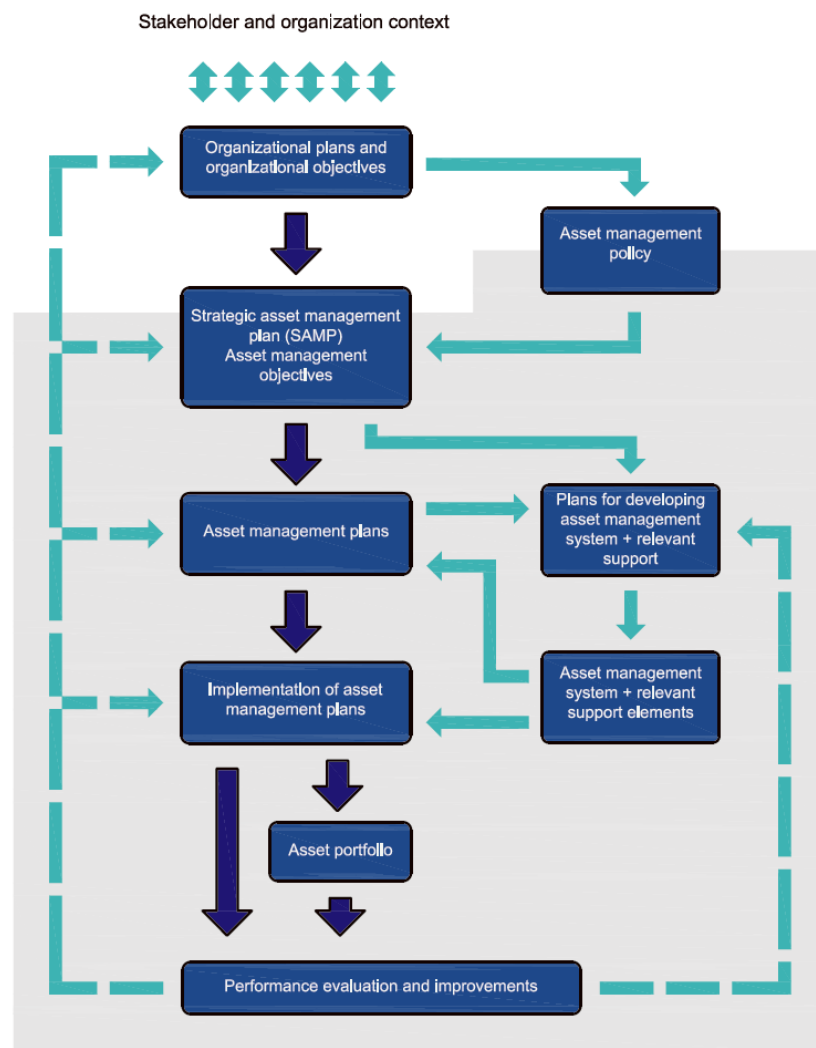 Stakeholder and organization context
Organizational plans and
organizational objectives
Asset management
policy
Strategic asset management
plan (SAMP)
Asset management
objectives
Asset management plans
Plans for developing
asset management
system + relevant
support
Implementation of asset
management plans
Asset management
system + relevant
support elements
Asset portfolio
Performance evaluation and improvements